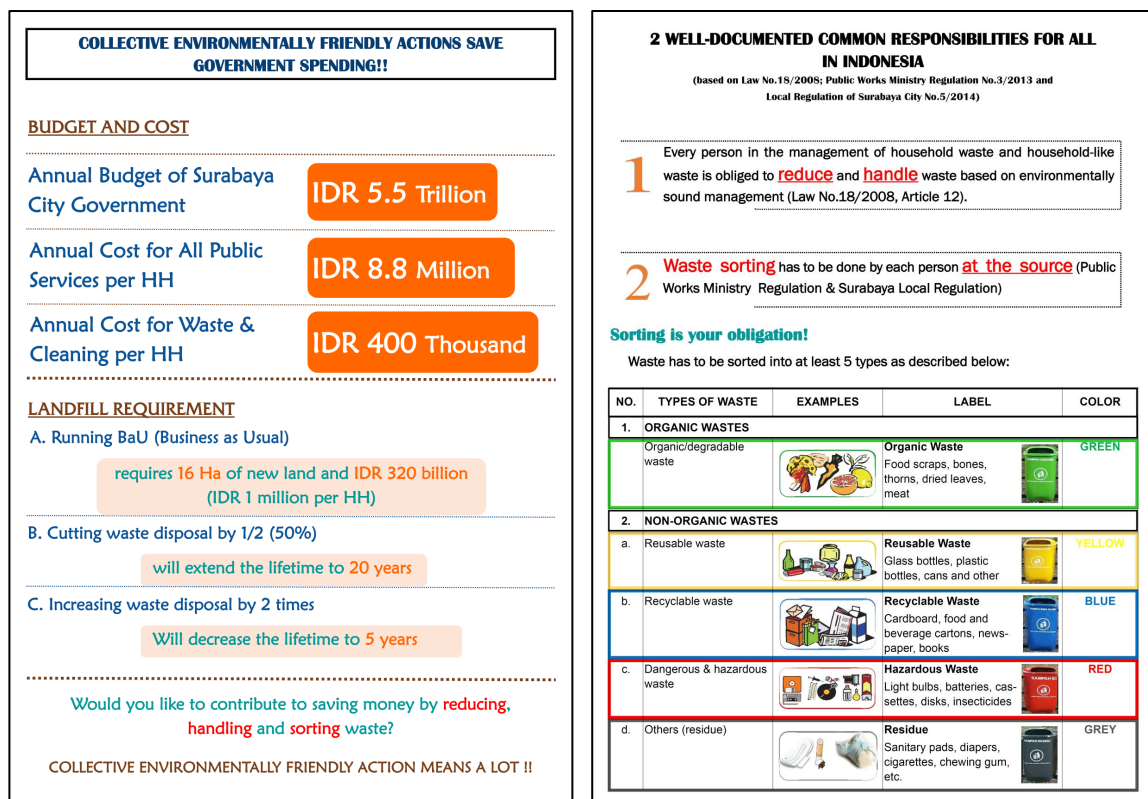 COLLECTIVE ENVIRONMENTALLY FRIENDLY ACTIONS SAVE
GOVERNMENT SPENDING!!
BUDGET AND COST
Annual Budget of Surabaya
City Government
IDR 5.5 Trillion
Annual Cost for All Public
Services per HH
IDR 8.8 Million
Annual Cost for Waste &
Cleaning per HH
IDR 400 Thousand
LANDFILL REQUIREMENT
A. Running BaU (Business as Usual)
requires 16 Ha of new land and IDR 320 billion
(IDR 1 million per HH)
B. Cutting waste disposal by 1/2 (50%)
will extend the lifetime to 20 years
C. Increasing waste disposal by 2 times
Will decrease the lifetime to 5 years
Would you like to contribute to saving money by reducing,
handling and sorting waste?
COLLECTIVE ENVIRONMENTALLY FRIENDLY ACTION MEANS A LOT !!
2 WELL-DOCUMENTED COMMON RESPONSIBILITIES FOR ALL
IN INDONESIA
(based on Law No.18/2008; Public Works Ministry Regulation No.3/2013 and
Local Regulation of Surabaya City No.5/2014)
1
Every person in the management of household waste and household-like
waste is obliged to reduce and handle waste based on environmentally
sound management (Law No.18/2008, Article 12).
2
Waste sorting has to be done by each person at the source (Public
Works Ministry Regulation & Surabaya Local Regulation)
Sorting is your obligation!
Waste has to be sorted into at least 5 types as described below:
NO. TYPES OF WASTE EXAMPLES LABEL COLOR
1. ORGANIC WASTES
Organic/degradable
waste
Organic Waste
Food scraps, bones,
thorns, dried leaves,
meat
GREEN
2. NON-ORGANIC WASTES
a. Reusable waste
Reusable Waste
Glass bottles, plastic
bottles, cans and other
YELLOW
b. Recyclable waste
Recyclable Waste
Cardboard, food and
beverage cartons, news-
paper, books
BLUE
c. Dangerous & hazardous
waste
Hazardous Waste
Light bulbs, batteries, cas-
settes, disks, insecticides
RED
d. Others (residue)
Residue
Sanitary pads, diapers,
cigarettes, chewing gum,
etc.
GREY